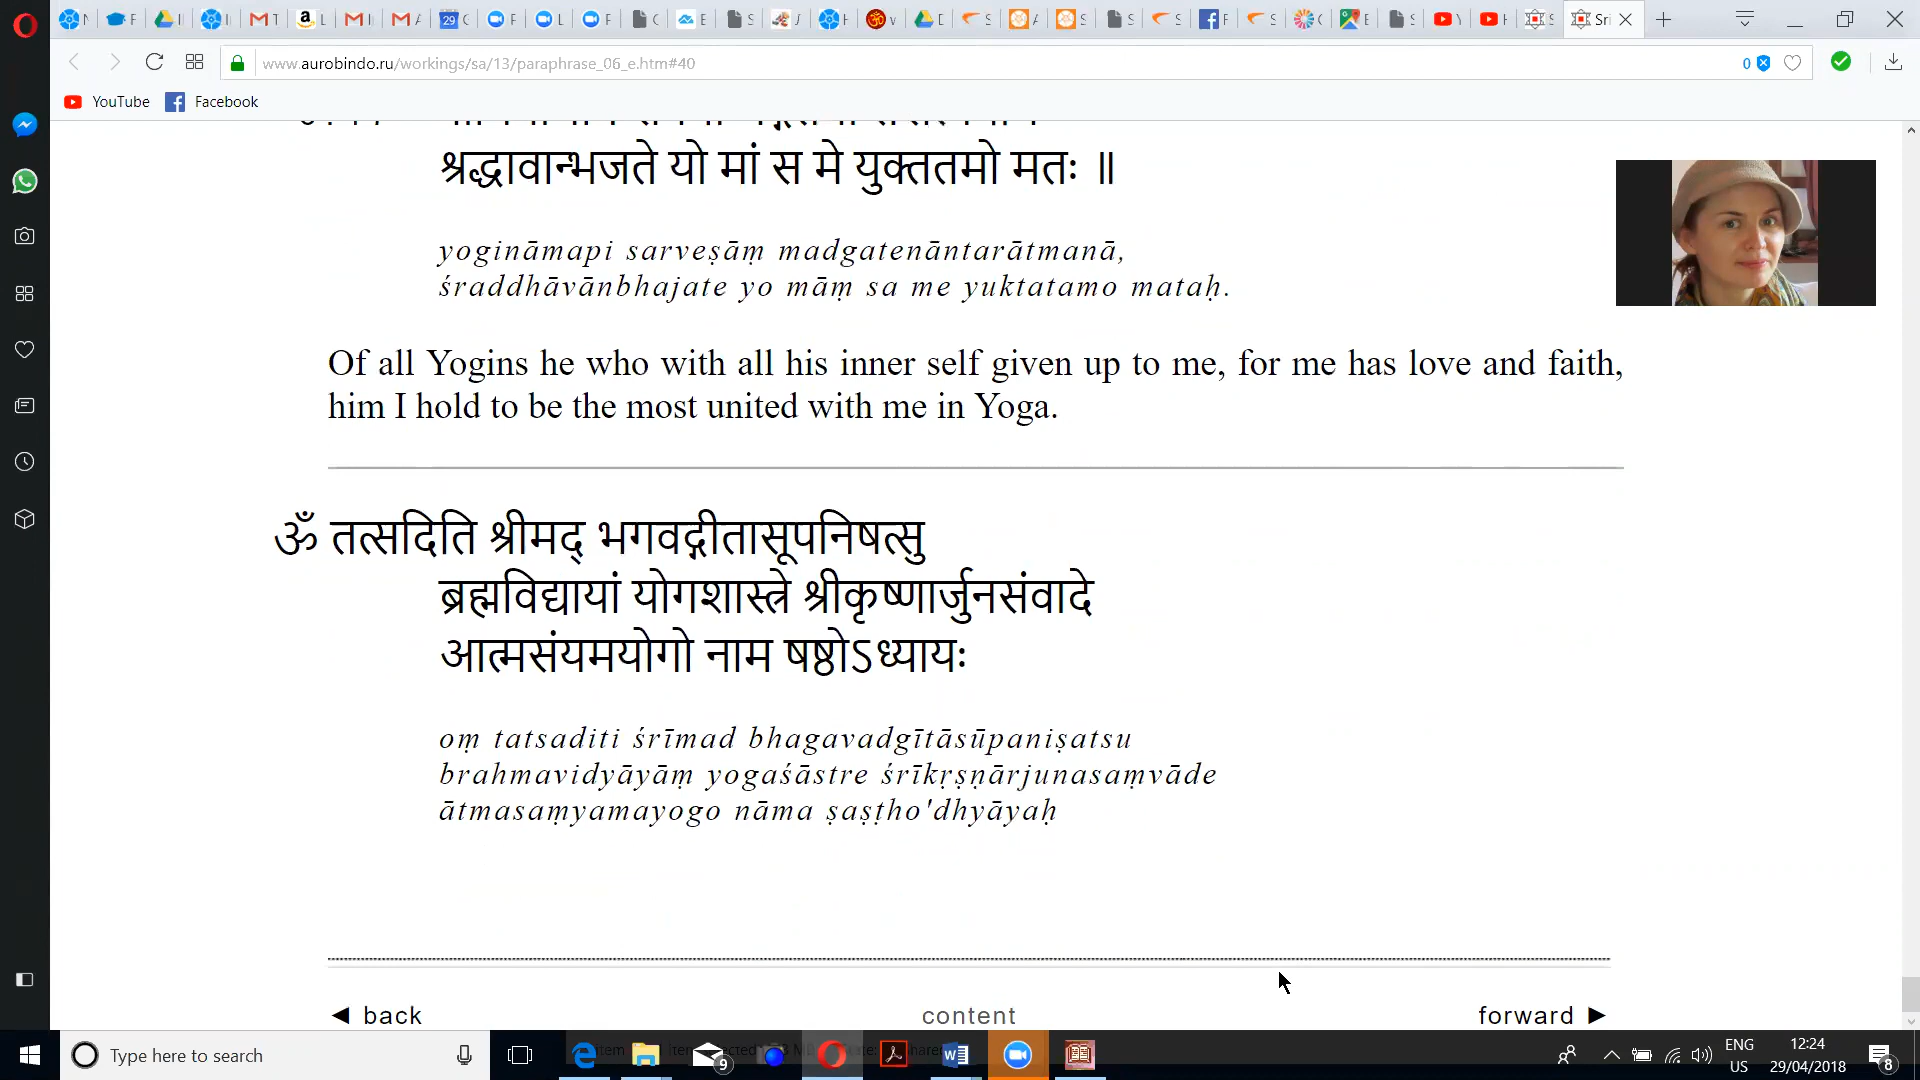 www.aurobindo.ru/workings/sa/13/paraphrase_06_e.htm#40
0
YouTube
Facebook
श्रद्धावान्भजते यो मां स मे युक्ततमो मतः ॥
yogināmapi sarveṣāṃ madgatenāntarātmanā,
śraddhāvānbhajate yo māṃ sa me yuktatamo mataḥ.
Of all Yogins he who with all his inner self given up to me, for me has love and faith,
him I hold to be the most united with me in Yoga.
ॐ तत्सदिति श्रीमद् भगवद्गीतासूपनिषत्सु
ब्रह्मविद्यायां योगशास्त्रे श्रीकृष्णार्जुनसंवादे
आत्मसंयमयोगो नाम षष्ठोऽध्यायः
oṃ tatsaditi śrīmad bhagavadgītāsūpaniṣatsu
brahmavidyāyāṃ yogaśāstre śrīkṛṣṇārjunasaṃvāde
ātmasaṃyamayogo nāma ṣaṣṭho'dhyāyaḥ
◄ back
content
forward ►
Type here to search
9
ENG
US
12:24
29/04/2018
8